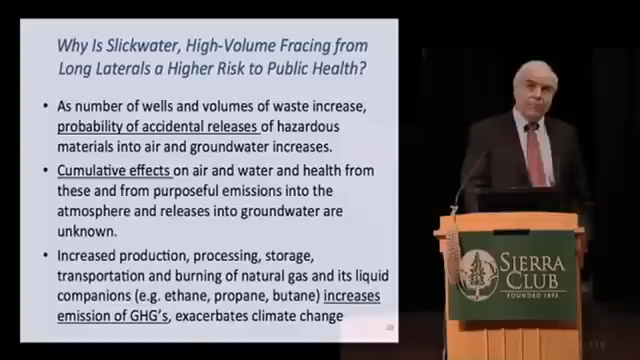 Why Is Slickwater, High-Volume Fracing from
Long Laterals a Higher Risk to Public Health?
• As number of wells and volumes of waste increase,
probability of accidental releases of hazardous
materials into air and groundwater increases.
• Cumulative effects on air and water and health from
these and from purposeful emissions into the
atmosphere and releases into groundwater are
unknown.
• Increased production, processing, storage,
transportation and burning of natural gas and its liquid
companions (e.g. ethane, propane, butane) increases
emission of GHG's, exacerbates climate change
SIERRA
CLUB
FOUNDED 1892